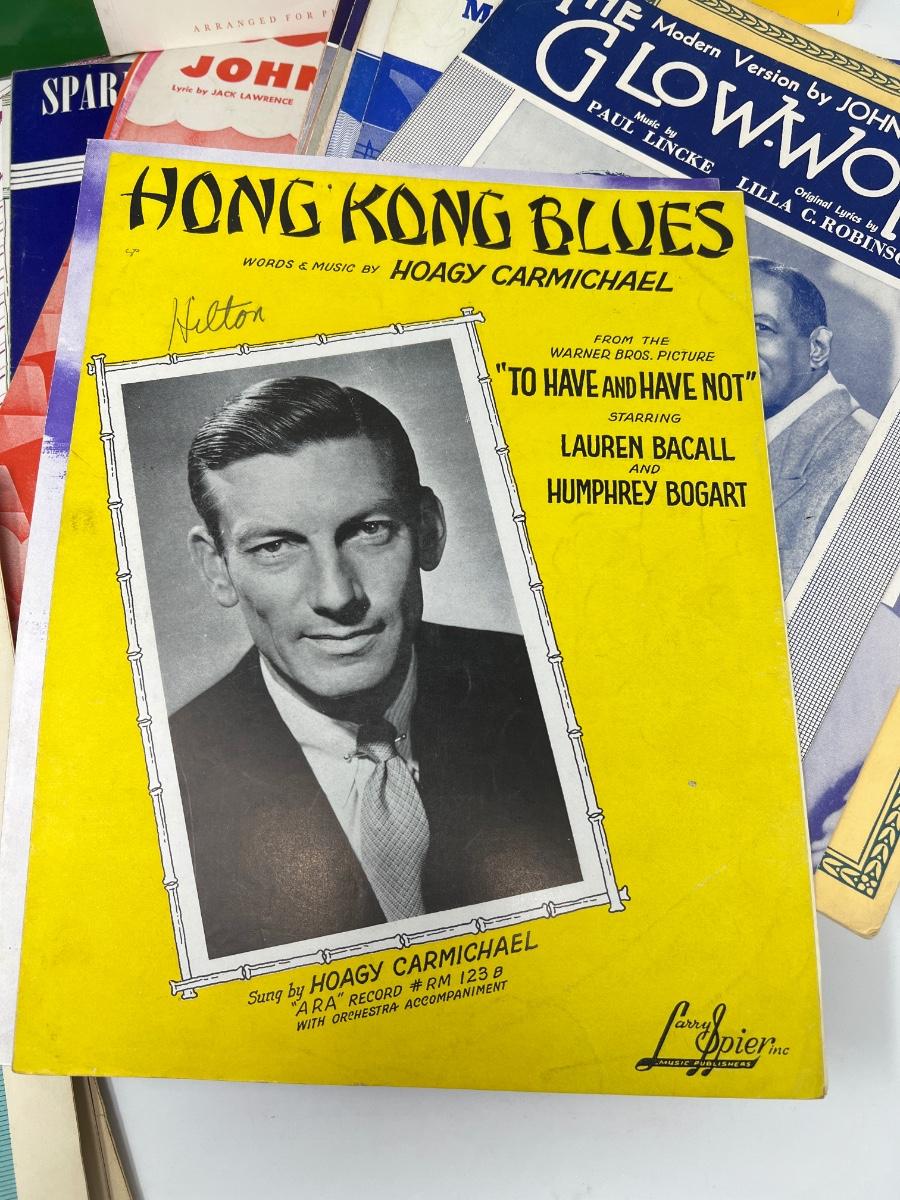 ARRANGED FOR
SPAR
JOHN
Lyric by JACK LAWRENCE
M
THE
Modern Version by JOHN
GLOW-WO
Music by
PAUL LINCKE
Original Lyrics by
LILLA C. ROBINSO
HONG KONG BLUES
WORDS & MUSIC BY HOAGY CARMICHAEL
Hilton
FROM THE
WARNER BROS. PICTURE
"TO HAVE AND HAVE NOT"
STARRING
LAUREN BACALL
AND
HUMPHREY BOGART
Sung by HOAGY CARMICHAEL
"ARA" RECORD #RM 123 B
WITH ORCHESTRA ACCOMPANIMENT
Larry Spier inc
MUSIC PUBLISHERS